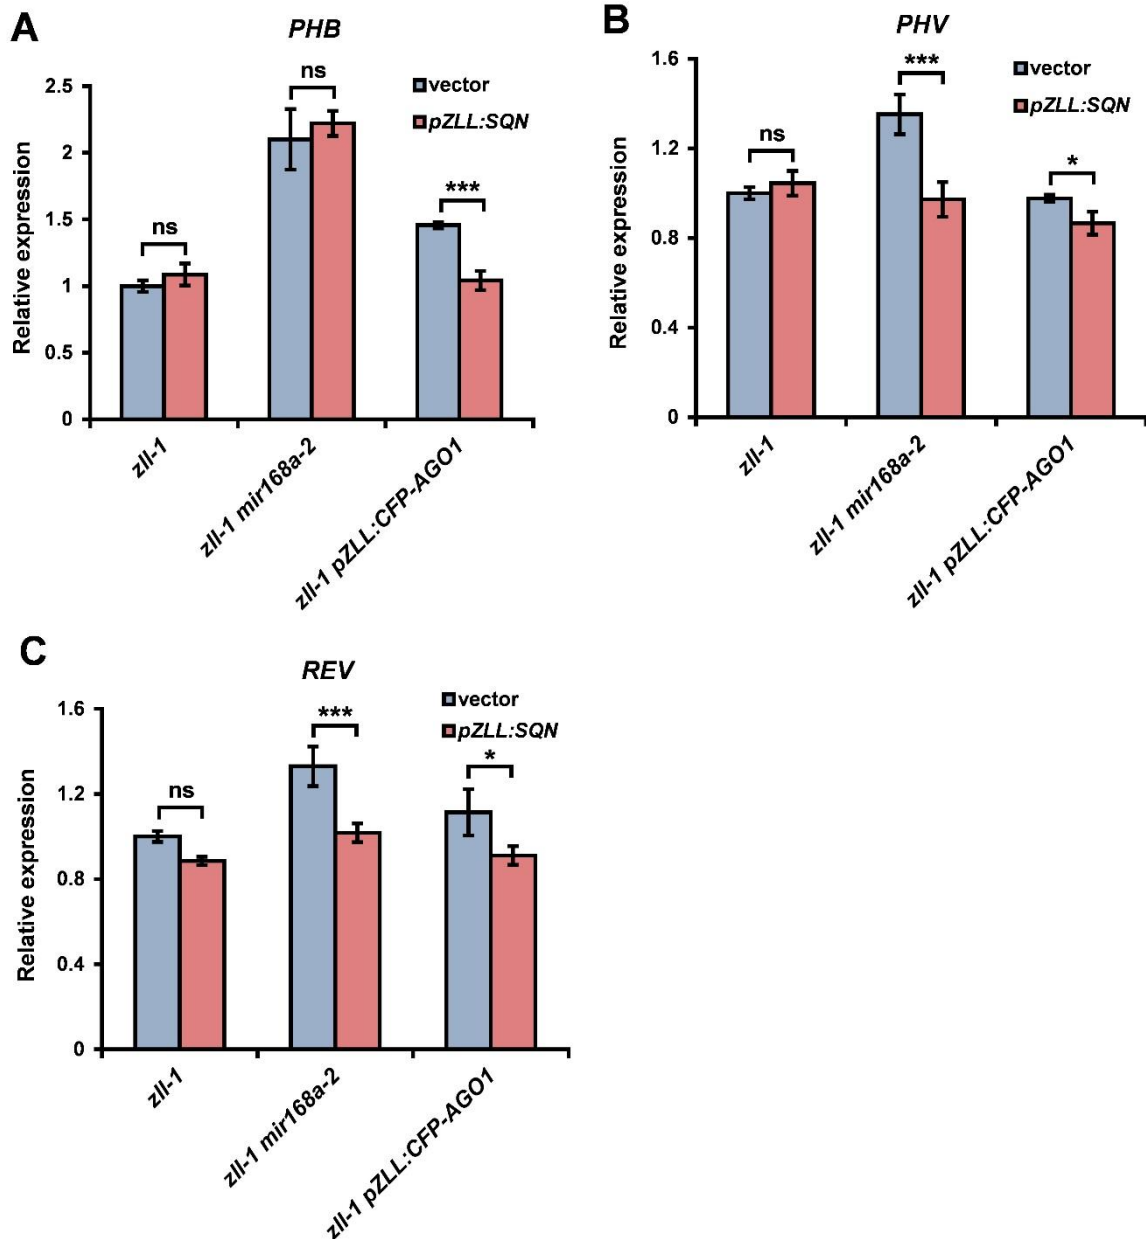 A
PHB
Relative expression
2.5
2
1.5
1
0.5
0
ns
ns
***
vector
pZLL:SQN
zll-1
zll-1 mir168a-2
zll-1 pZLL:CFP-AGO1
B
PHV
Relative expression
1.6
1.2
0.8
0.4
0
ns
***
*
vector
pZLL:SQN
zll-1
zll-1 mir168a-2
zll-1 pZLL:CFP-AGO1
C
REV
Relative expression
1.6
1.2
0.8
0.4
0
ns
***
*
vector
pZLL:SQN
zll-1
zll-1 mir168a-2
zll-1 pZLL:CFP-AGO1